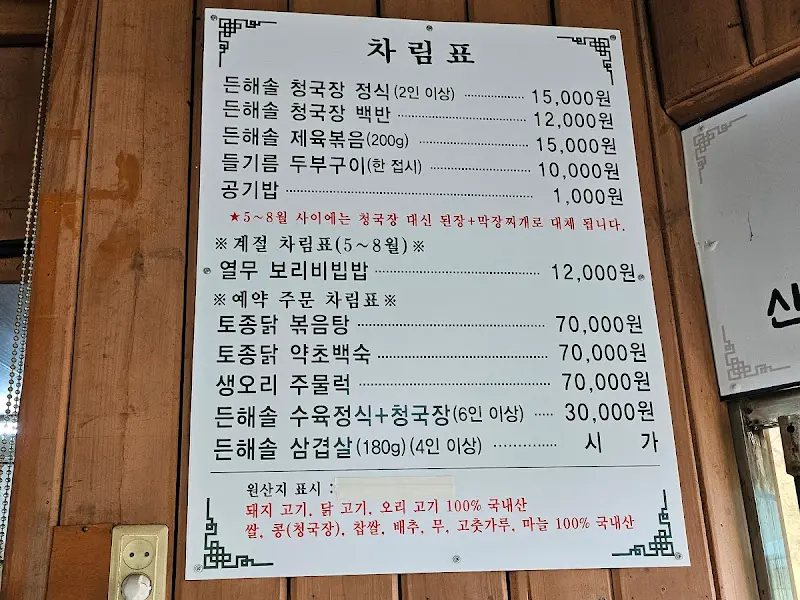 차림표
든해솔 청국장 정식(2인 이상) 15,000원
든해솔 청국장 백반 12,000원
든해솔 제육볶음(200g) 15,000원
들기름 두부구이(한 접시) 10,000원
공기밥 1,000원
★5~8월 사이에는 청국장 대신 된장+막장찌개로 대체 됩니다.
※계절 차림표(5~8월)※
열무 보리비빔밥 12,000원
※예약 주문 차림표※
토종닭 볶음탕 70,000원
토종닭 약초백숙 70,000원
생오리 주물럭 70,000원
든해솔 수육정식+청국장(6인 이상) 30,000원
든해솔 삼겹살(180g)(4인 이상) 시 가
원산지 표시 :
돼지 고기, 닭 고기, 오리 고기 100% 국내산
쌀, 콩(청국장), 찹쌀, 배추, 무, 고춧가루, 마늘 100% 국내산
산